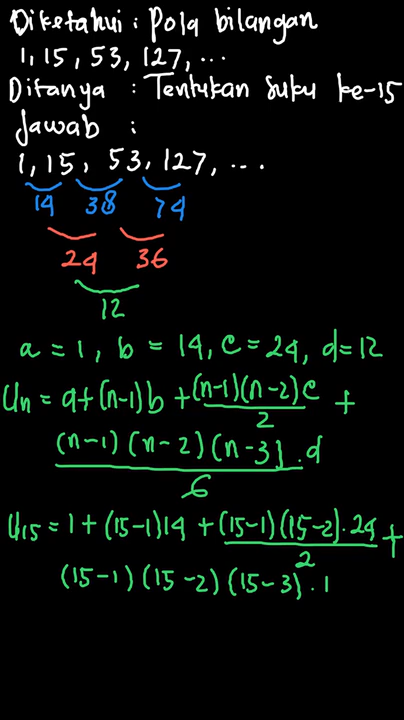 Diketahui : Pola bilangan
1, 15, 53, 127, ...
Ditanya : Tentukan suku ke-15
Jawab :
1, 15, 53, 127, ...
14 38 74
24 36
12
a = 1, b = 14, c = 24, d = 12
Un = a + (n-1)b + (n-1)(n-2)c / 2 +
(n-1)(n-2)(n-3).d / 6
U15 = 1 + (15-1)14 + (15-1)(15-2).24 / 2 +
(15-1)(15-2)(15-3).1